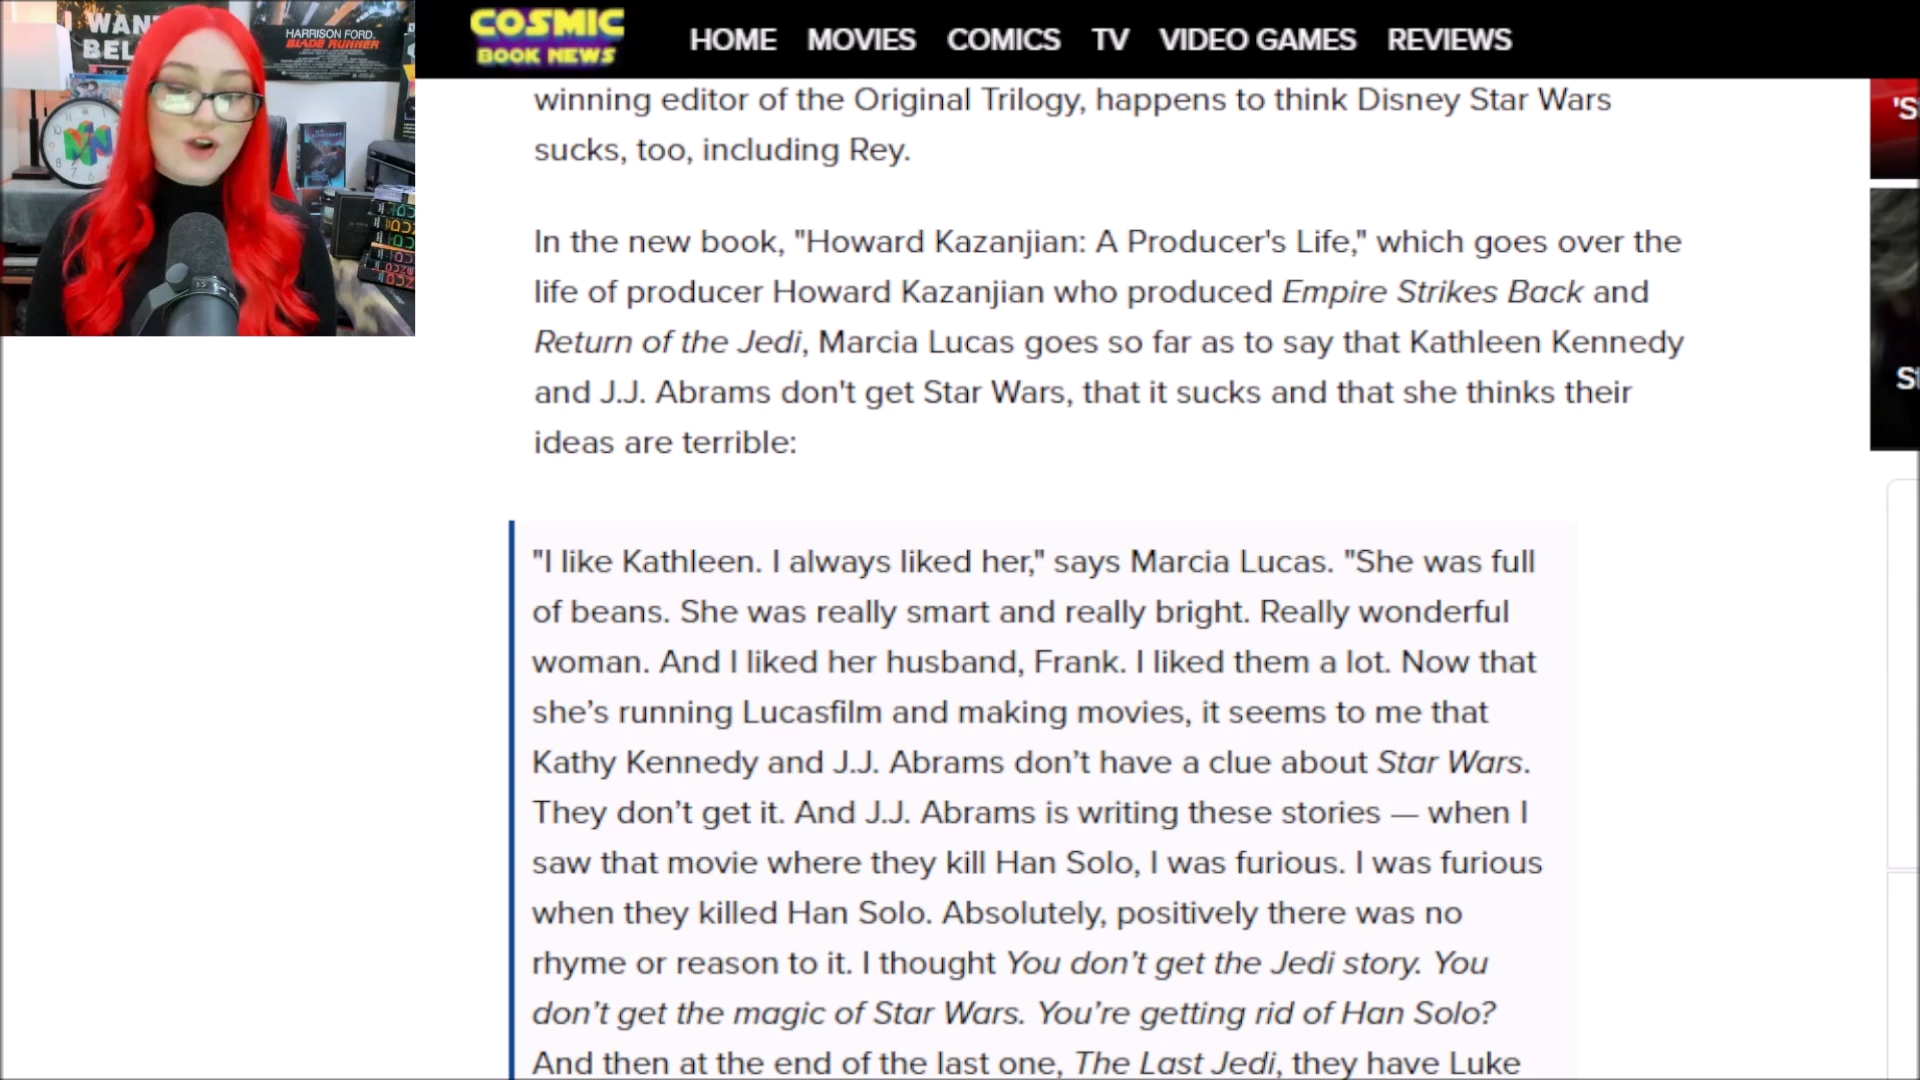 WAN
BEL
HARRISON FORD.
BLADE RUNNER
COSMIC
BOOK NEWS
HOME MOVIES COMICS TV VIDEO GAMES REVIEWS
winning editor of the Original Trilogy, happens to think Disney Star Wars
sucks, too, including Rey.
In the new book, "Howard Kazanjian: A Producer's Life," which goes over the
life of producer Howard Kazanjian who produced Empire Strikes Back and
Return of the Jedi, Marcia Lucas goes so far as to say that Kathleen Kennedy
and J.J. Abrams don't get Star Wars, that it sucks and that she thinks their
ideas are terrible:
"I like Kathleen. I always liked her," says Marcia Lucas. "She was full
of beans. She was really smart and really bright. Really wonderful
woman. And I liked her husband, Frank. I liked them a lot. Now that
she’s running Lucasfilm and making movies, it seems to me that
Kathy Kennedy and J.J. Abrams don’t have a clue about Star Wars.
They don’t get it. And J.J. Abrams is writing these stories — when I
saw that movie where they kill Han Solo, I was furious. I was furious
when they killed Han Solo. Absolutely, positively there was no
rhyme or reason to it. I thought You don’t get the Jedi story. You
don’t get the magic of Star Wars. You’re getting rid of Han Solo?
And then at the end of the last one, The Last Jedi, they have Luke
'S
S